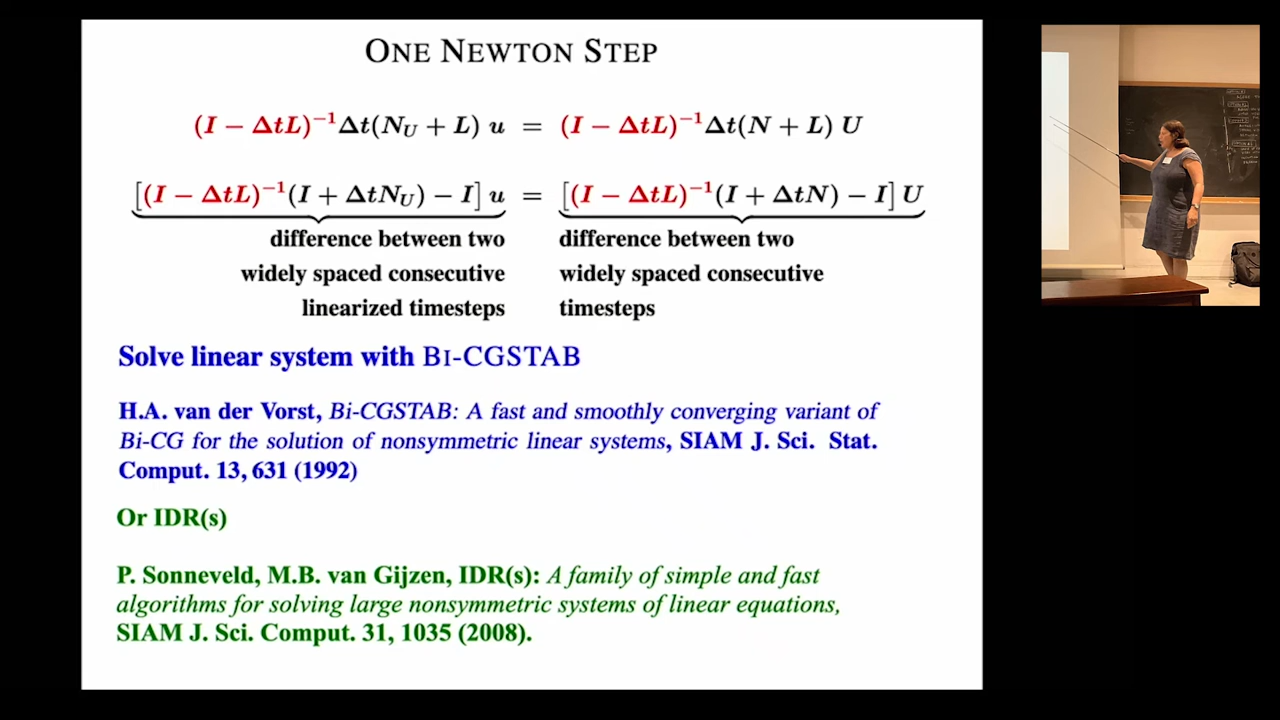 ONE NEWTON STEP
(I − ΔtL)⁻¹Δt(N_U + L) u = (I − ΔtL)⁻¹Δt(N + L) U
[(I − ΔtL)⁻¹(I + ΔtN_U) − I] u = [(I − ΔtL)⁻¹(I + ΔtN) − I] U
difference between two difference between two
widely spaced consecutive widely spaced consecutive
linearized timesteps timesteps
Solve linear system with BI-CGSTAB
H.A. van der Vorst, Bi-CGSTAB: A fast and smoothly converging variant of
Bi-CG for the solution of nonsymmetric linear systems, SIAM J. Sci. Stat.
Comput. 13, 631 (1992)
Or IDR(s)
P. Sonneveld, M.B. van Gijzen, IDR(s): A family of simple and fast
algorithms for solving large nonsymmetric systems of linear equations,
SIAM J. Sci. Comput. 31, 1035 (2008).